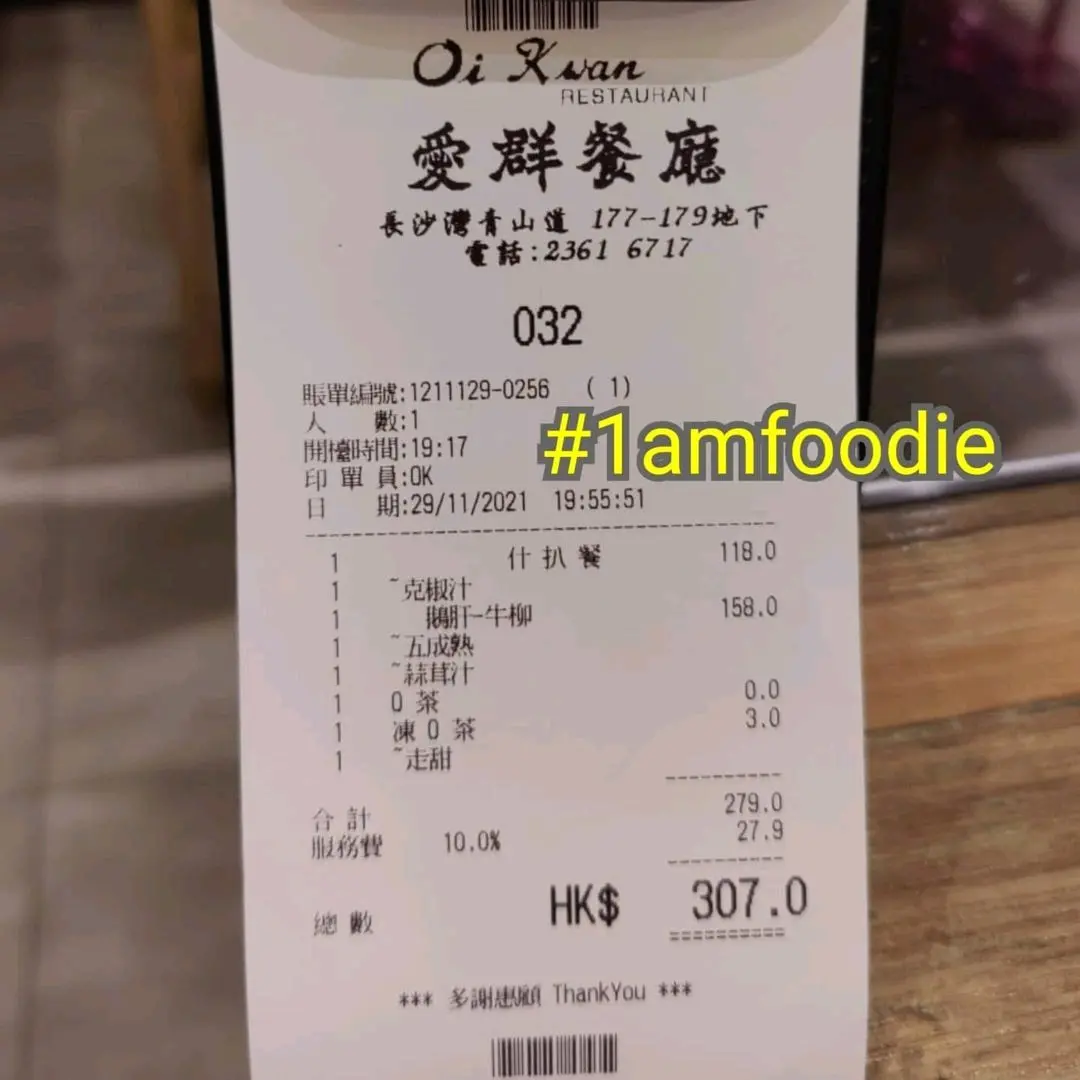 Oi Kwan
RESTAURANT
愛群餐廳
長沙灣青山道 177-179地下
電話:2361 6717
032
賬單編號:1211129-0256 (1)
人 數:1
開檯時間:19:17
#1amfoodie
印單員:OK
日 期:29/11/2021 19:55:51
1 什扒餐 118.0
1 ~克椒汁
1 鵝肝-牛柳 158.0
1 ~五成熟
1 ~蒜茸汁
1 0茶 0.0
1 凍0茶 3.0
1 ~走甜
合計 279.0
服務費 10.0% 27.9
總數 HK$ 307.0
*** 多謝惠顧 ThankYou ***